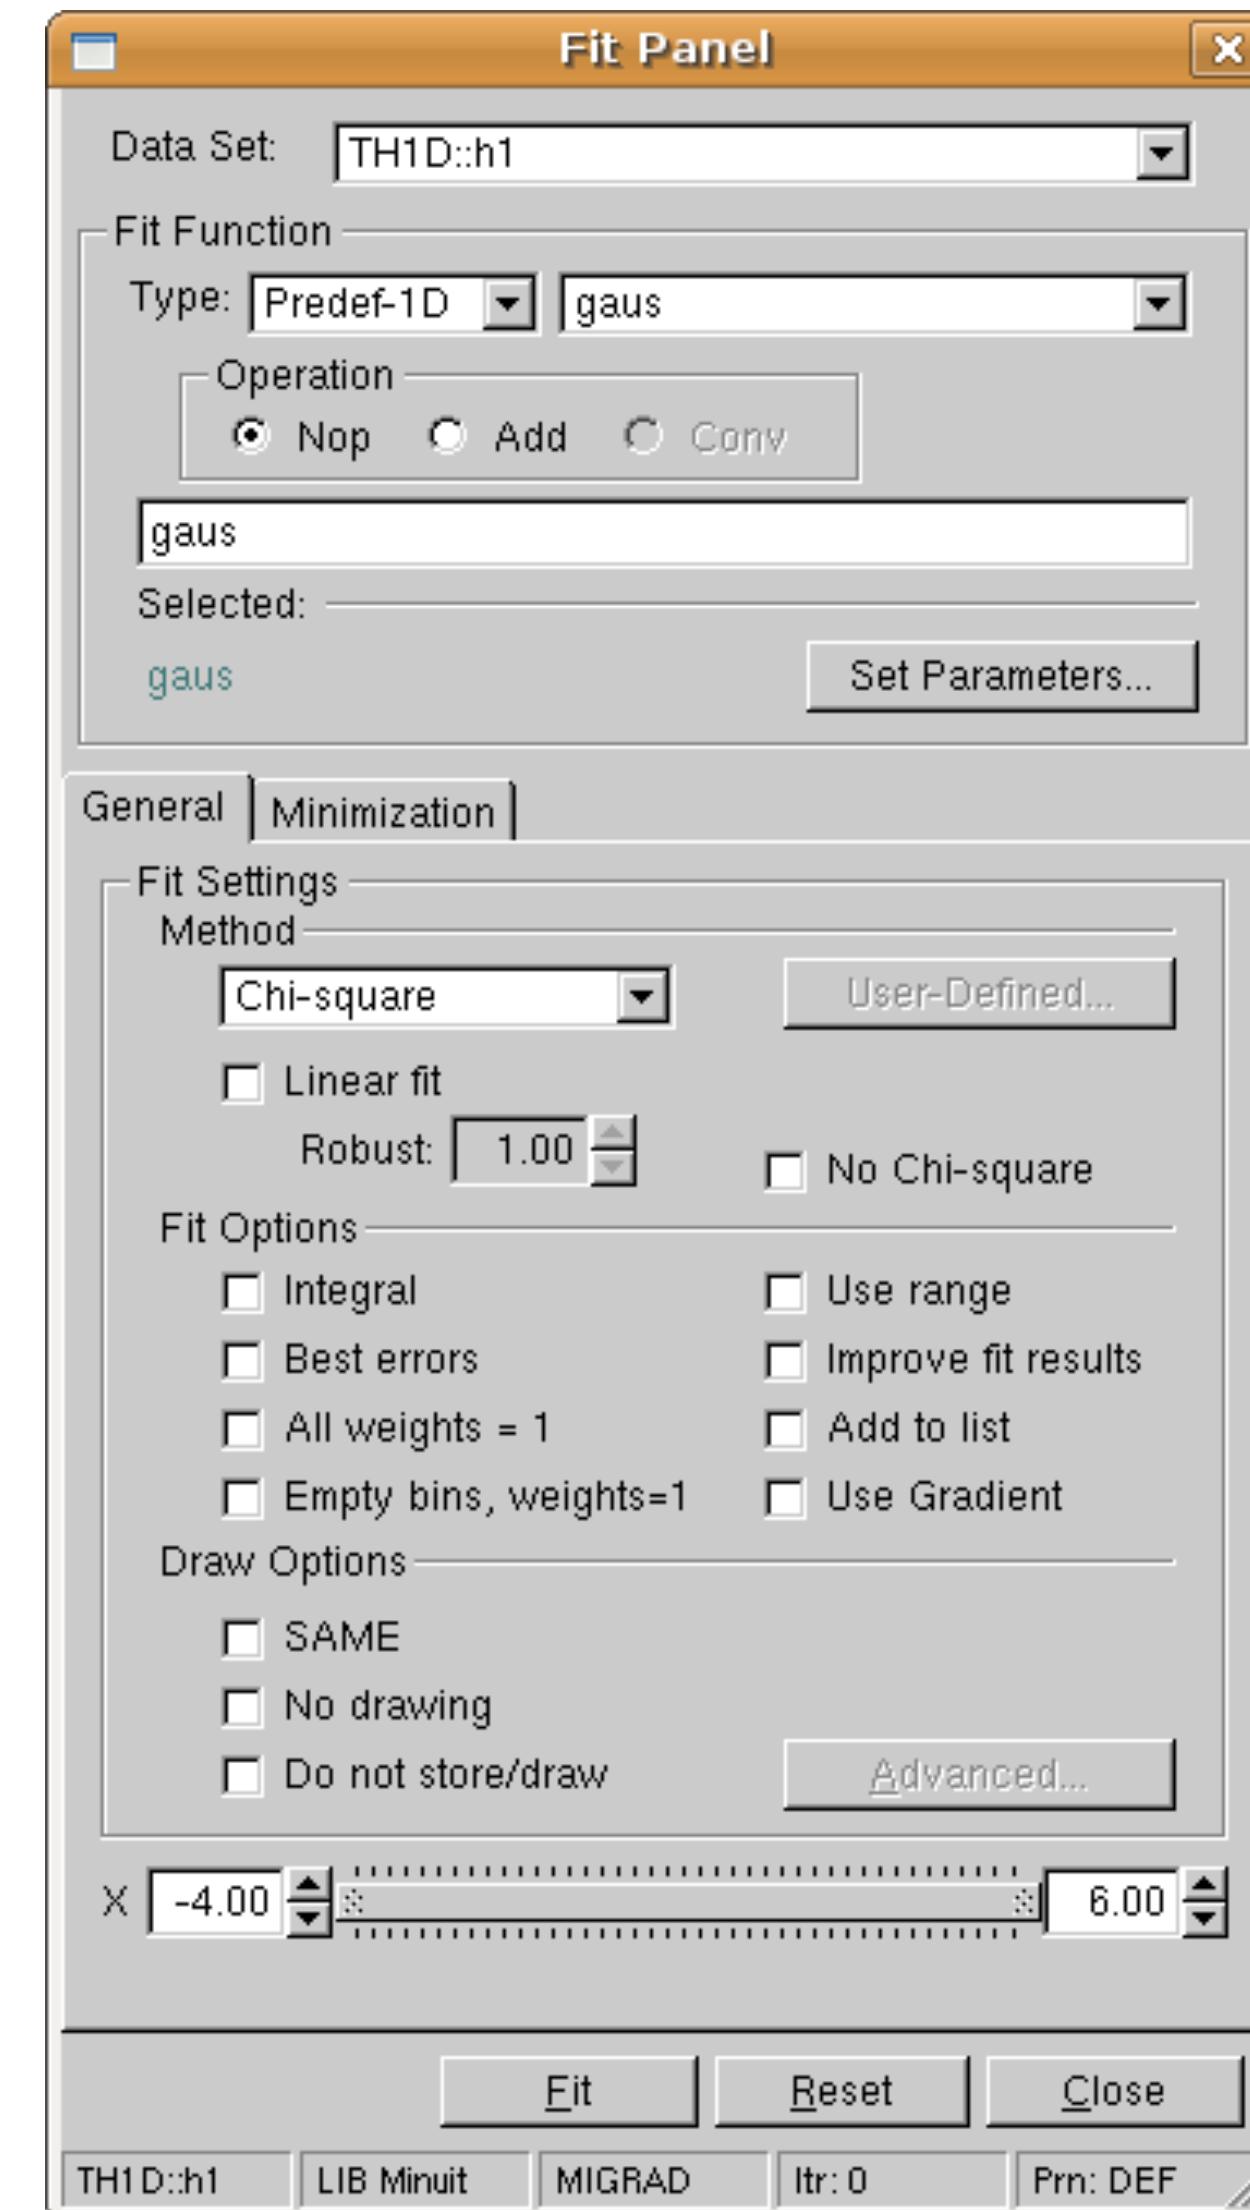 Fit Panel
Data Set: TH1D::h1
Fit Function
Type: Predef-1D gaus
Operation
Nop Add Conv
gaus
Selected:
gaus Set Parameters...
General Minimization
Fit Settings
Method
Chi-square User-Defined...
Linear fit
Robust: 1.00
No Chi-square
Fit Options
Integral Use range
Best errors Improve fit results
All weights = 1 Add to list
Empty bins, weights=1 Use Gradient
Draw Options
SAME
No drawing
Do not store/draw Advanced...
X -4.00 6.00
Fit Reset Close
TH1D::h1 LIB Minuit MIGRAD Itr: 0 Prn: DEF